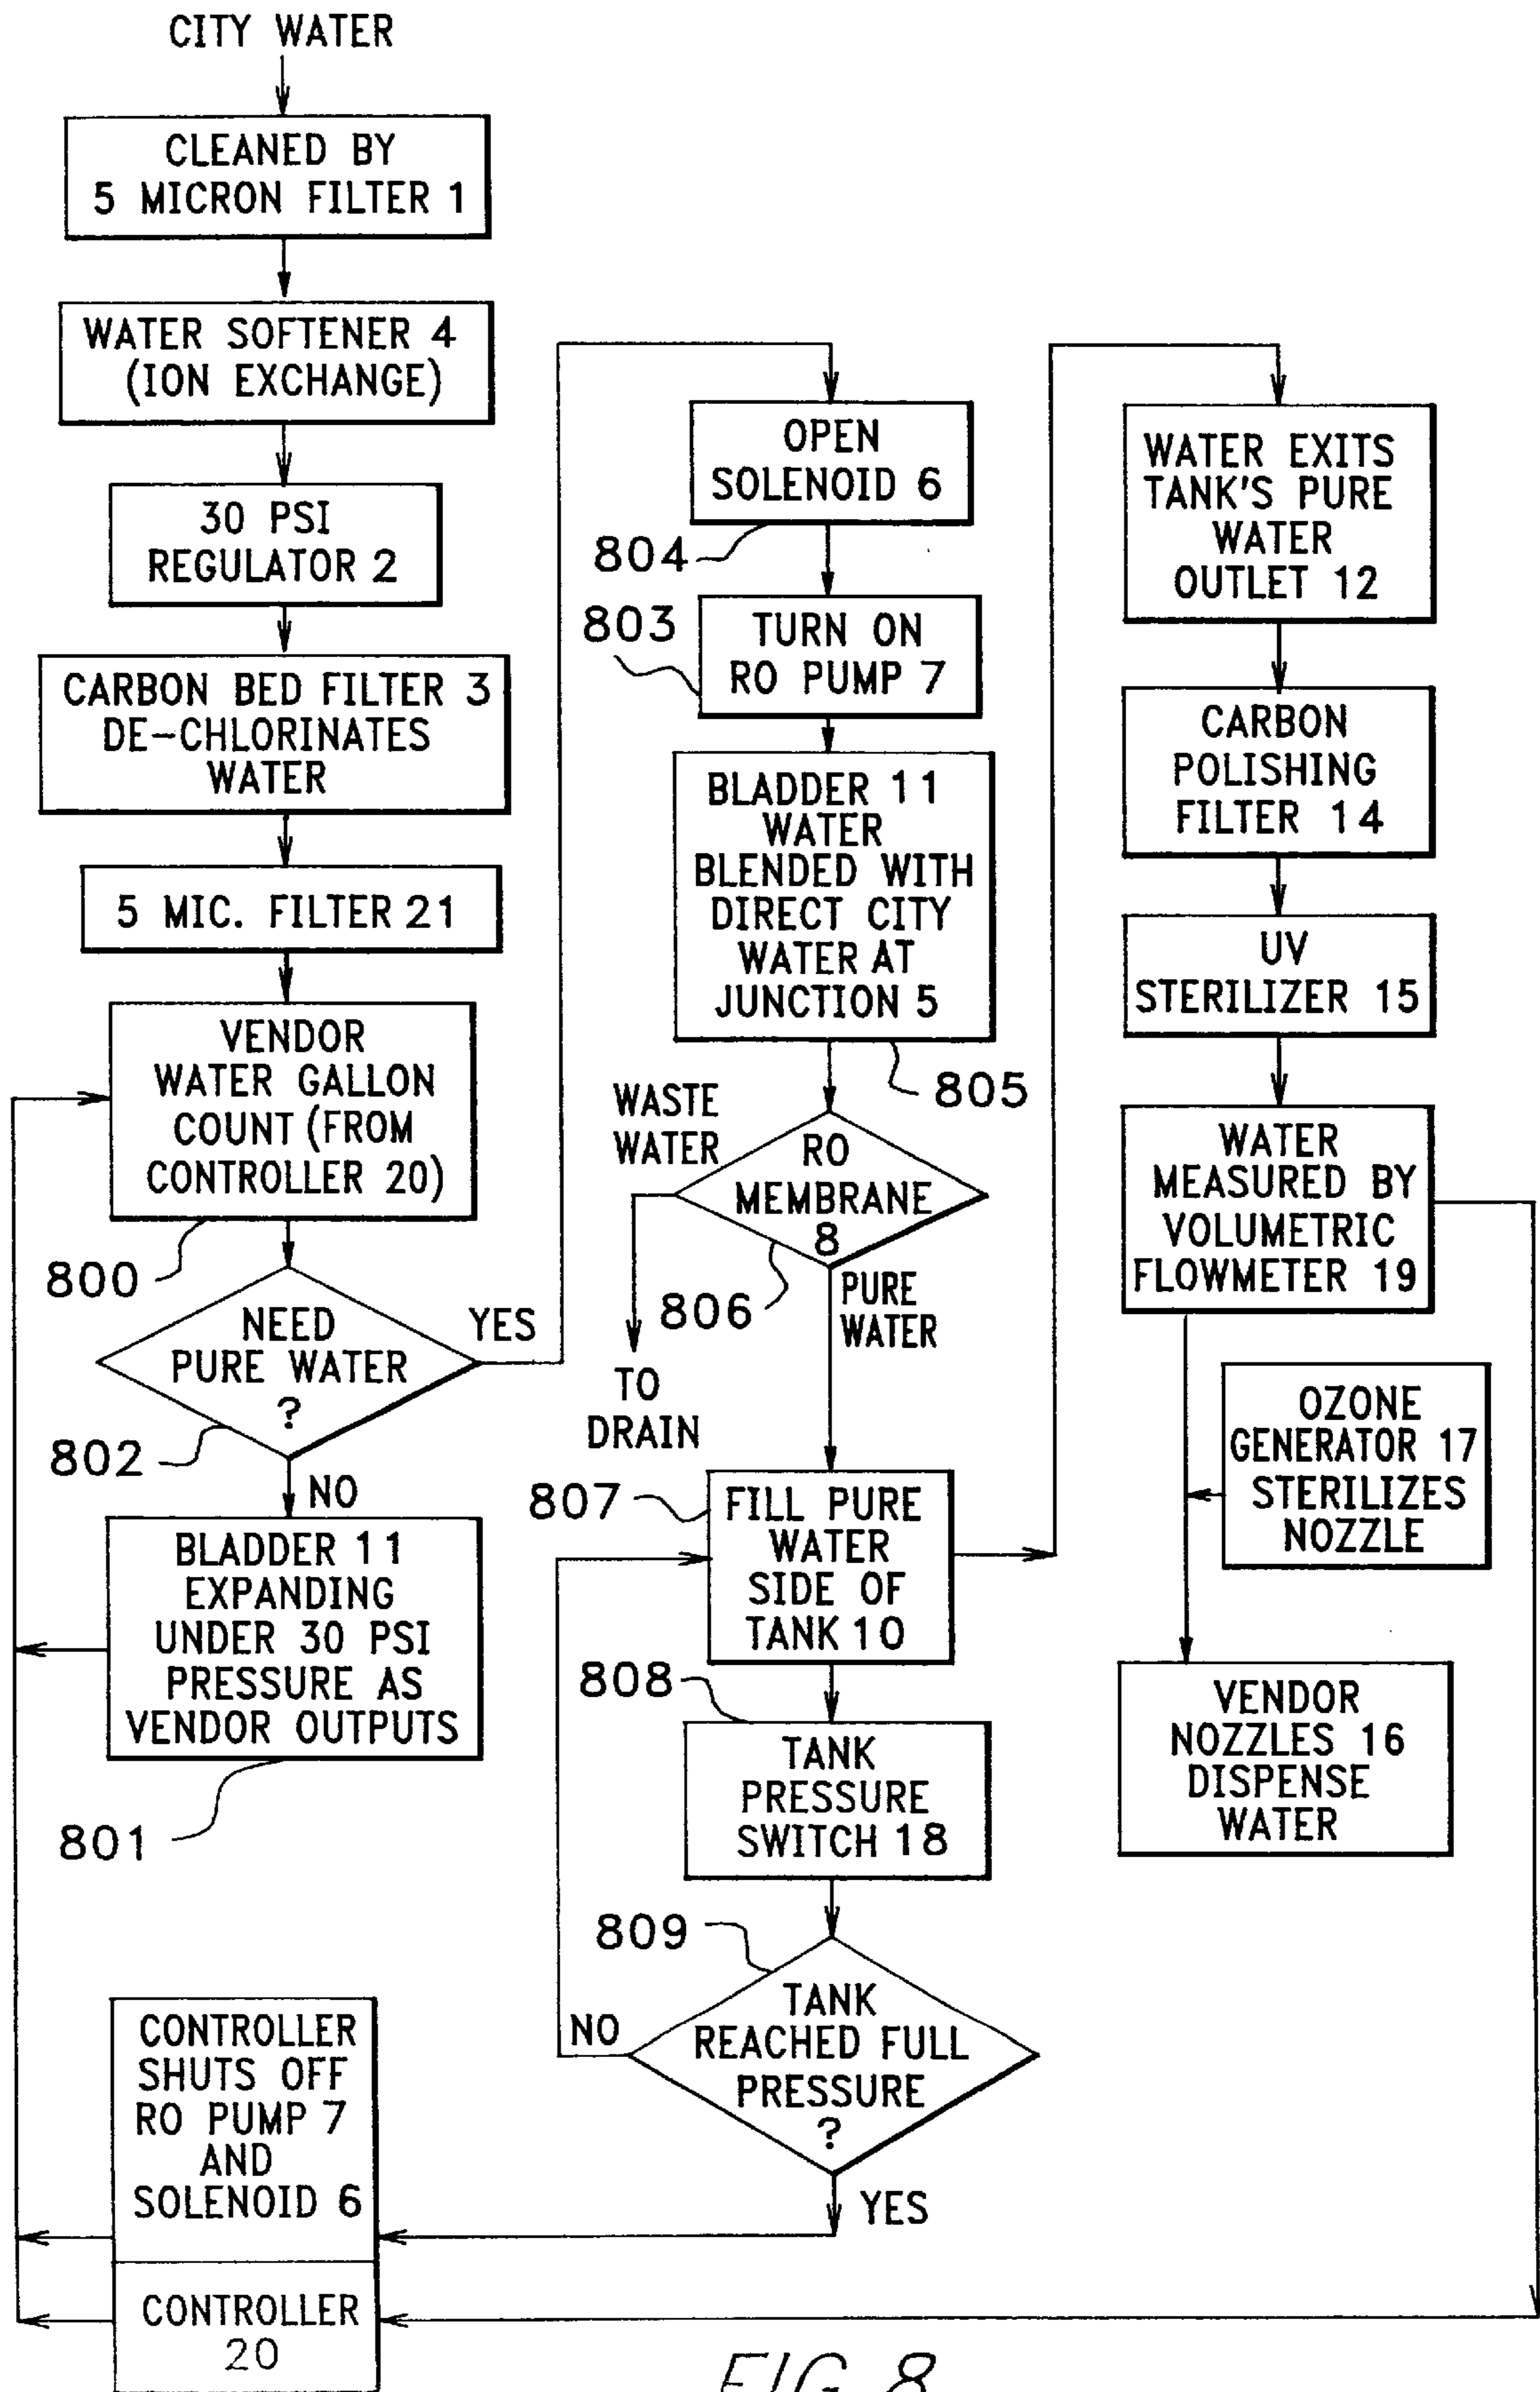 CITY WATER
CLEANED BY
5 MICRON FILTER 1
WATER SOFTENER 4
(ION EXCHANGE)
30 PSI
REGULATOR 2
CARBON BED FILTER 3
DE-CHLORINATES
WATER
5 MIC. FILTER 21
VENDOR
WATER GALLON
COUNT (FROM
CONTROLLER 20)
800
NEED
PURE WATER
?
YES
802
NO
BLADDER 11
EXPANDING
UNDER 30 PSI
PRESSURE AS
VENDOR OUTPUTS
801
CONTROLLER
SHUTS OFF
RO PUMP 7
AND
SOLENOID 6
CONTROLLER
20
OPEN
SOLENOID 6
804
803
TURN ON
RO PUMP 7
BLADDER 11
WATER
BLENDED WITH
DIRECT CITY
WATER AT
JUNCTION 5
805
WASTE
WATER
RO
MEMBRANE
8
806
PURE
WATER
TO
DRAIN
807
FILL PURE
WATER
SIDE OF
TANK 10
808
TANK
PRESSURE
SWITCH 18
809
TANK
REACHED FULL
PRESSURE
?
NO
YES
WATER EXITS
TANK'S PURE
WATER
OUTLET 12
CARBON
POLISHING
FILTER 14
UV
STERILIZER 15
WATER
MEASURED BY
VOLUMETRIC
FLOWMETER 19
OZONE
GENERATOR 17
STERILIZES
NOZZLE
VENDOR
NOZZLES 16
DISPENSE
WATER
FIG. 8